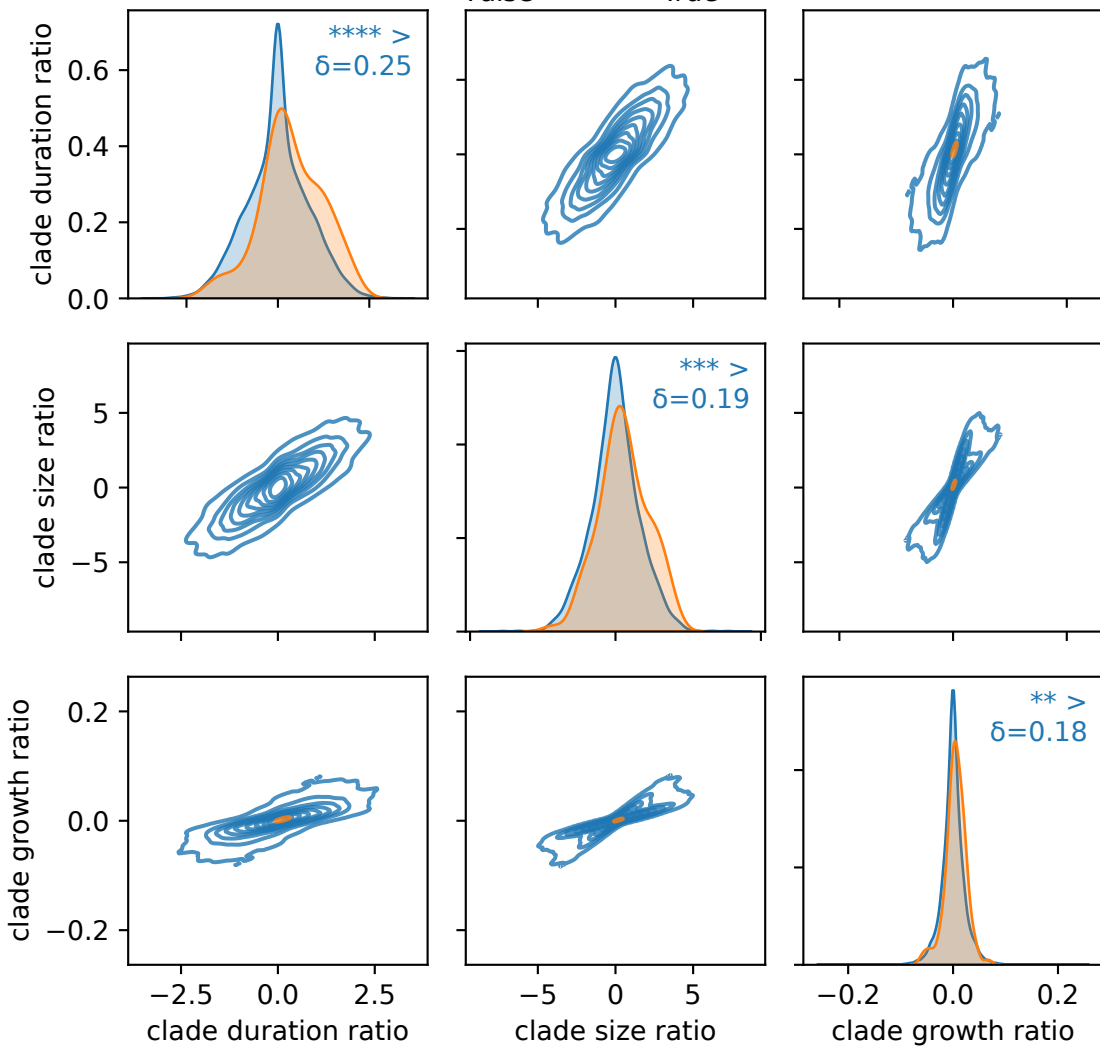 clade duration ratio
0.6
0.4
0.2
0.0
**** >
δ=0.25
clade size ratio
5
0
−5
*** >
δ=0.19
clade growth ratio
0.2
0.0
−0.2
** >
δ=0.18
−2.5 0.0 2.5
−5 0 5
−0.2 0.0 0.2
clade duration ratio
clade size ratio
clade growth ratio